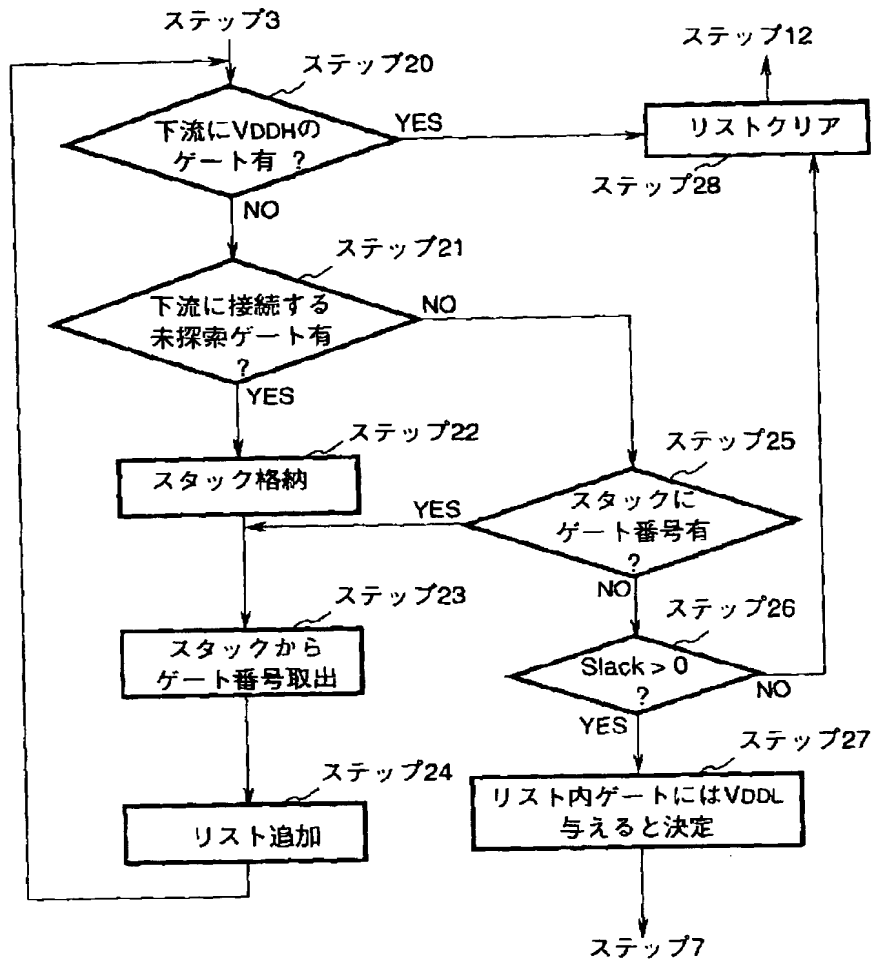 ステップ3
ステップ20
下流にVDDHの
ゲート有 ?
YES
NO
ステップ12
リストクリア
ステップ28
ステップ21
下流に接続する
未探索ゲート有
?
NO
YES
ステップ22
スタック格納
ステップ25
スタックに
ゲート番号有
?
YES
NO
ステップ23
スタックから
ゲート番号取出
ステップ26
Slack > 0
?
NO
YES
ステップ24
リスト追加
ステップ27
リスト内ゲートにはVDDL
与えると決定
ステップ7